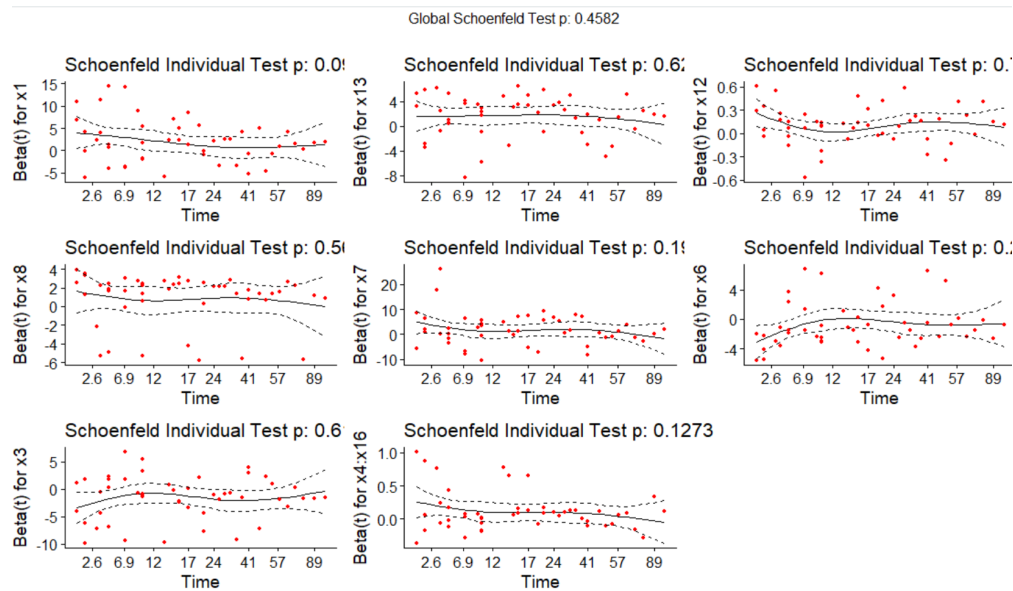 Global Schoenfeld Test p: 0.4582
Schoenfeld Individual Test p: 0.09
Beta(t) for x1
15
10
5
0
-5
2.6 6.9 12 17 24 41 57 89
Time
Schoenfeld Individual Test p: 0.62
Beta(t) for x13
4
0
-4
-8
2.6 6.9 12 17 24 41 57 89
Time
Schoenfeld Individual Test p: 0.7
Beta(t) for x12
0.6
0.3
0.0
-0.3
-0.6
2.6 6.9 12 17 24 41 57 89
Time
Schoenfeld Individual Test p: 0.56
Beta(t) for x8
4
2
0
-2
-4
-6
2.6 6.9 12 17 24 41 57 89
Time
Schoenfeld Individual Test p: 0.19
Beta(t) for x7
20
10
0
-10
2.6 6.9 12 17 24 41 57 89
Time
Schoenfeld Individual Test p: 0.2
Beta(t) for x6
4
0
-4
2.6 6.9 12 17 24 41 57 89
Time
Schoenfeld Individual Test p: 0.6
Beta(t) for x3
5
0
-5
-10
2.6 6.9 12 17 24 41 57 89
Time
Schoenfeld Individual Test p: 0.1273
Beta(t) for x4:x16
1.0
0.5
0.0
2.6 6.9 12 17 24 41 57 89
Time